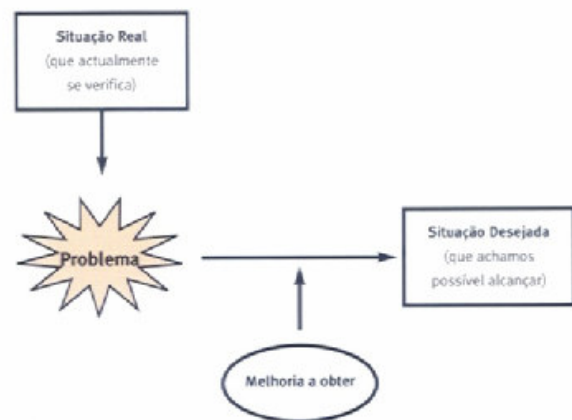 Situação Real
(que actualmente
se verifica)
Problema
Situação Desejada
(que achamos
possível alcançar)
Melhoria a obter